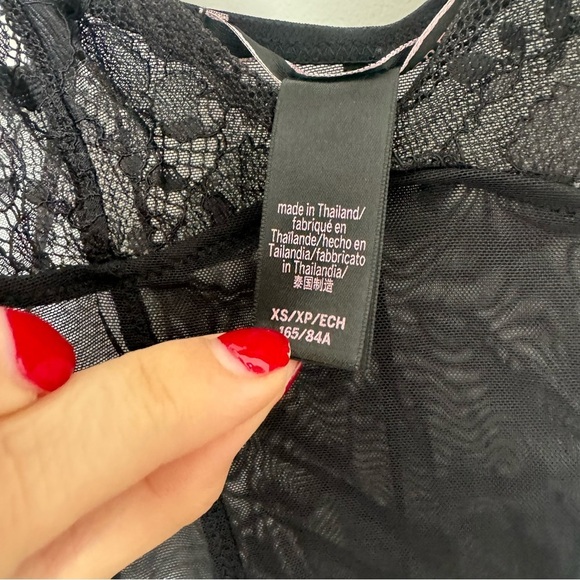 made in Thailand/
fabriqué en
Thaïlande/hecho en
Tailandia/fabbricato
in Thailandia/
泰国制造
XS/XP/ECH
165/84A